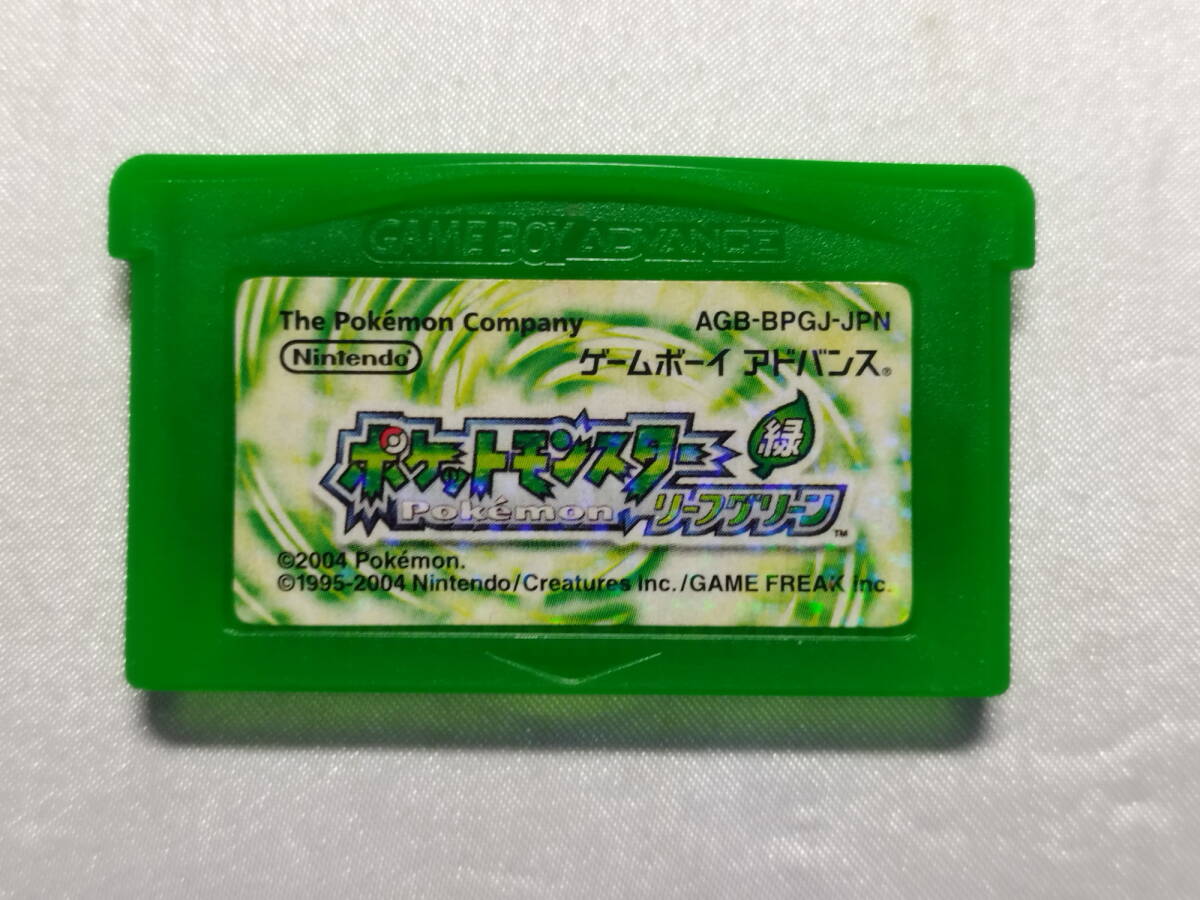 GAME BOY ADVANCE
The Pokémon Company
AGB-BPGJ-JPN
Nintendo®
ゲームボーイ アドバンス®
ポケットモンスター
緑
Pokémon
リーフグリーン™
©2004 Pokémon.
©1995-2004 Nintendo/Creatures inc./GAME FREAK inc.